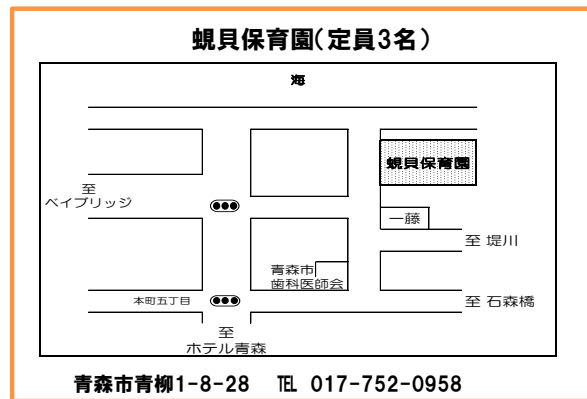 蜆貝保育園(定員3名)
海
蜆貝保育園
至
ベイブリッジ
一藤
至 堤川
青森市
歯科医師会
本町五丁目
至 石森橋
至
ホテル青森
青森市青柳1-8-28 ℡ 017-752-0958